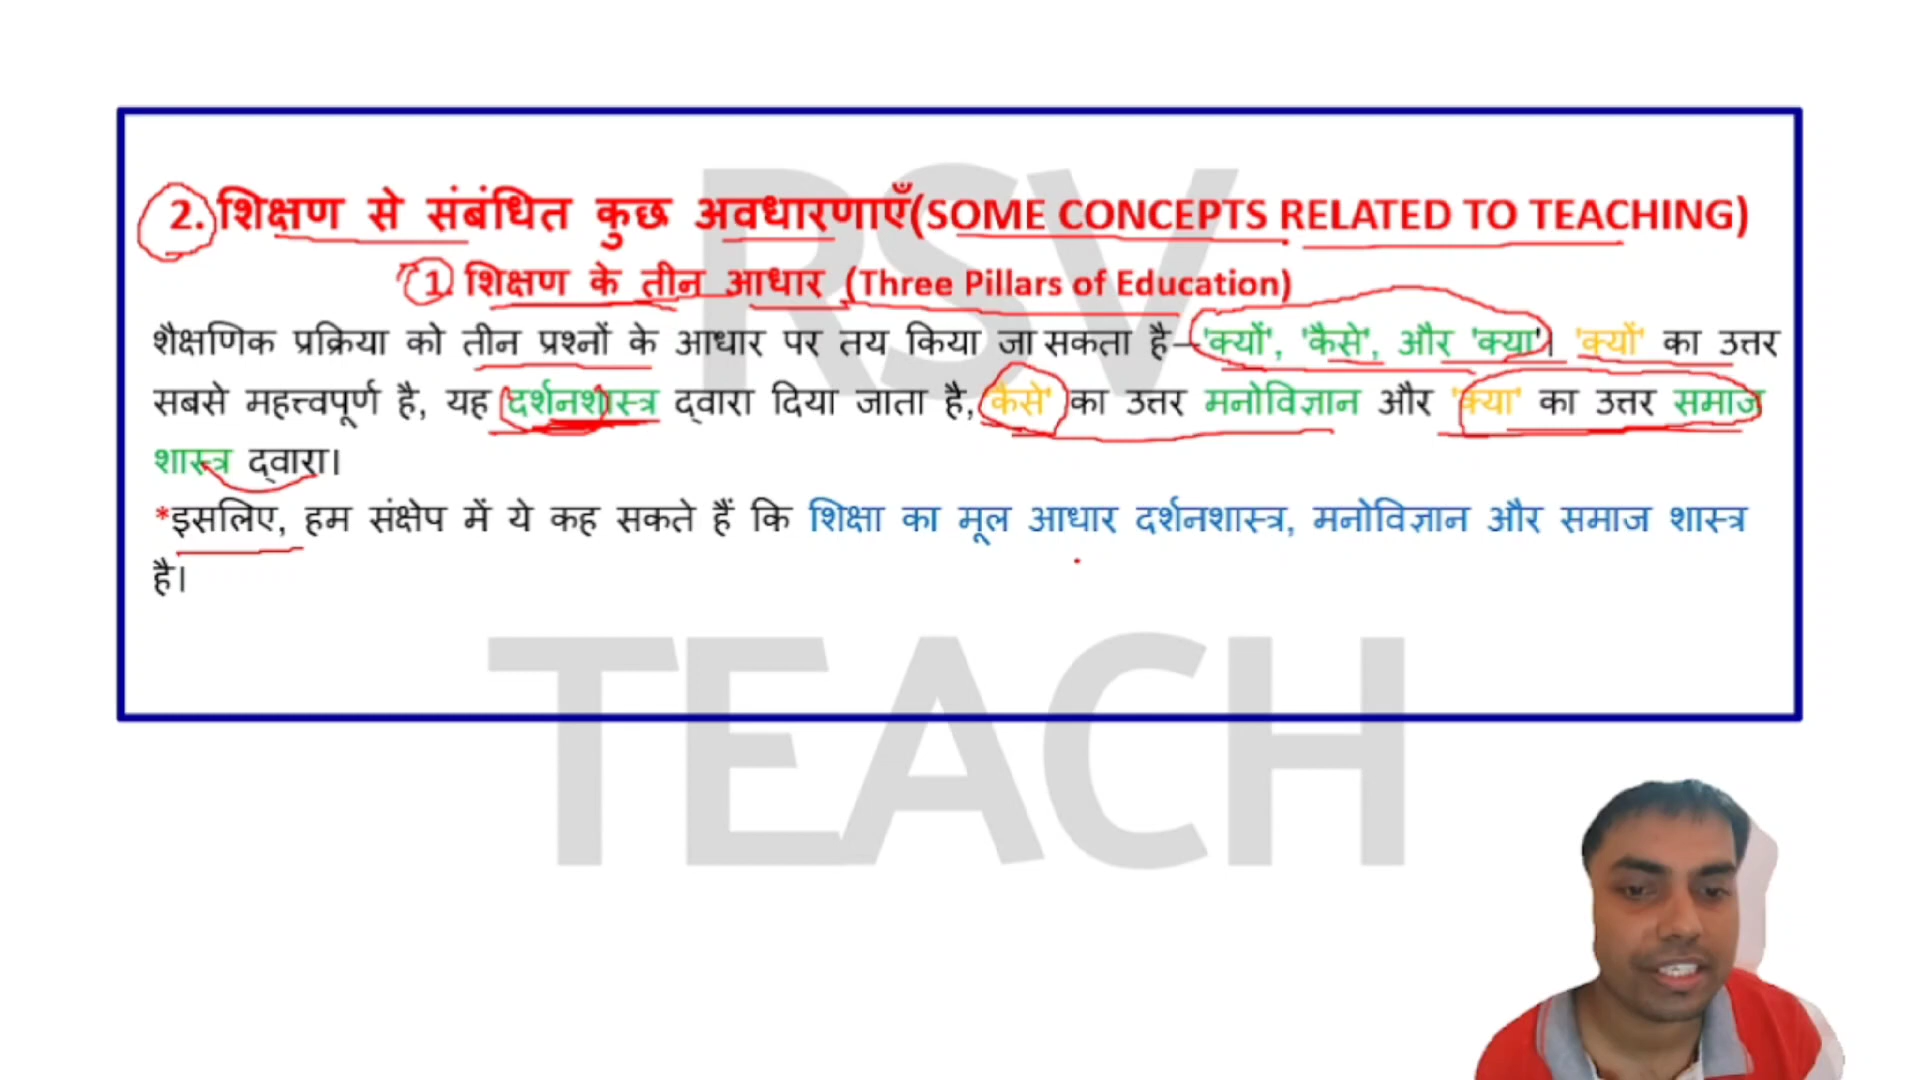 2. शिक्षण से संबंधित कुछ अवधारणाएँ(SOME CONCEPTS RELATED TO TEACHING)
1. शिक्षण के तीन आधार (Three Pillars of Education)
शैक्षणिक प्रक्रिया को तीन प्रश्नों के आधार पर तय किया जा सकता है–'क्यों', 'कैसे', और 'क्या'। 'क्यों' का उत्तर
सबसे महत्त्वपूर्ण है, यह दर्शनशास्त्र द्वारा दिया जाता है, कैसे' का उत्तर मनोविज्ञान और 'क्या' का उत्तर समाज
शास्त्र द्वारा।
*इसलिए, हम संक्षेप में ये कह सकते हैं कि शिक्षा का मूल आधार दर्शनशास्त्र, मनोविज्ञान और समाज शास्त्र
है।
RSV
TEACH